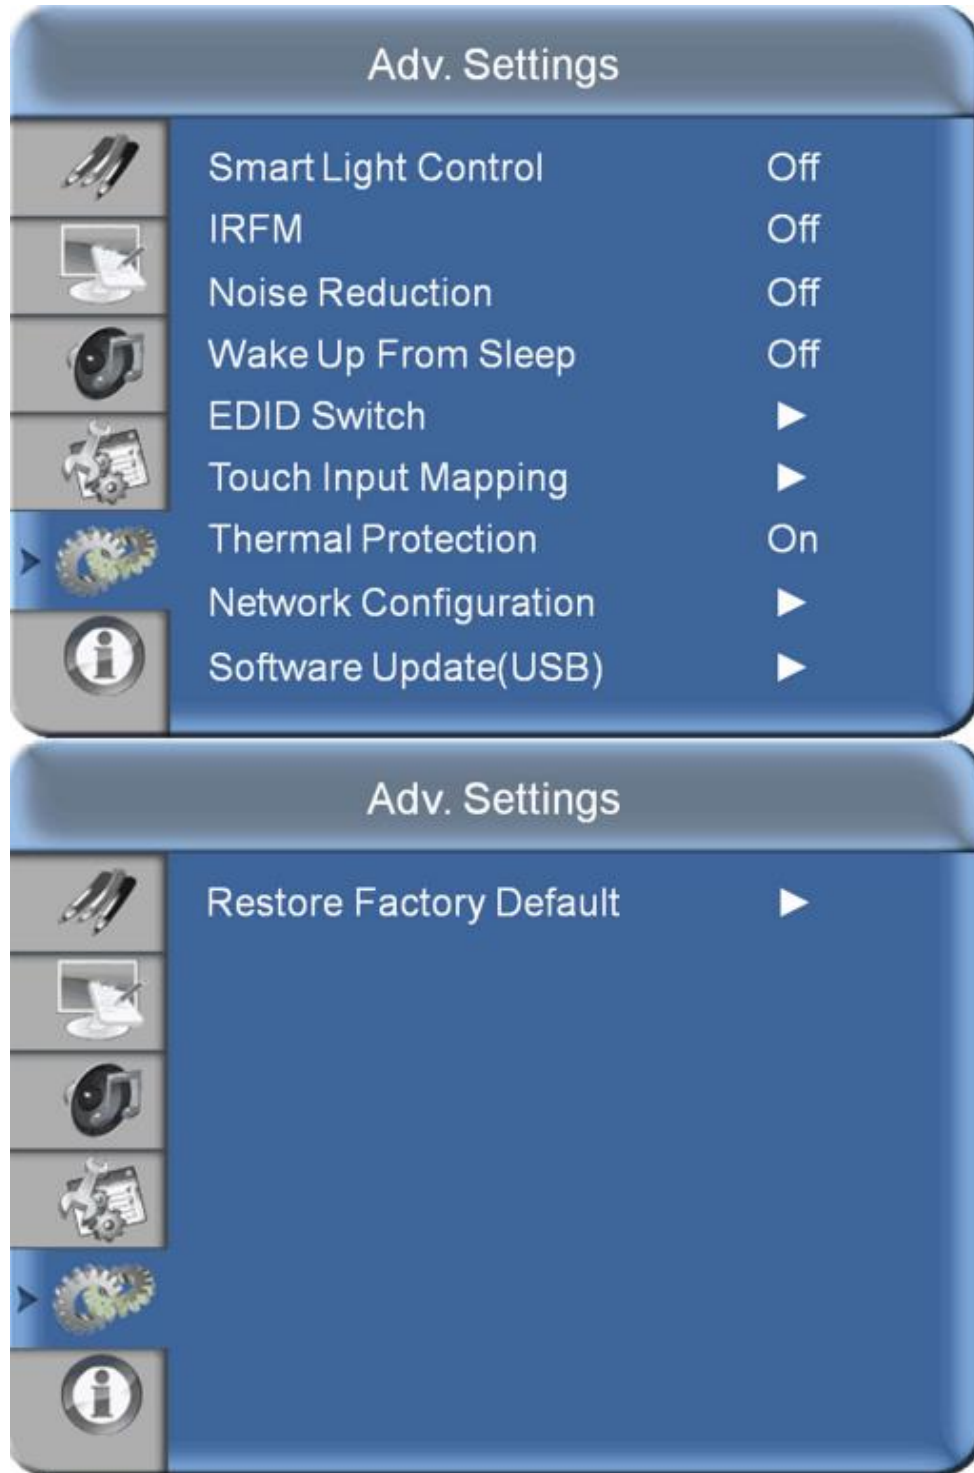 Adv. Settings
Smart Light Control Off
IRFM Off
Noise Reduction Off
Wake Up From Sleep Off
EDID Switch ►
Touch Input Mapping ►
Thermal Protection On
Network Configuration ►
Software Update(USB) ►
Adv. Settings
Restore Factory Default ►